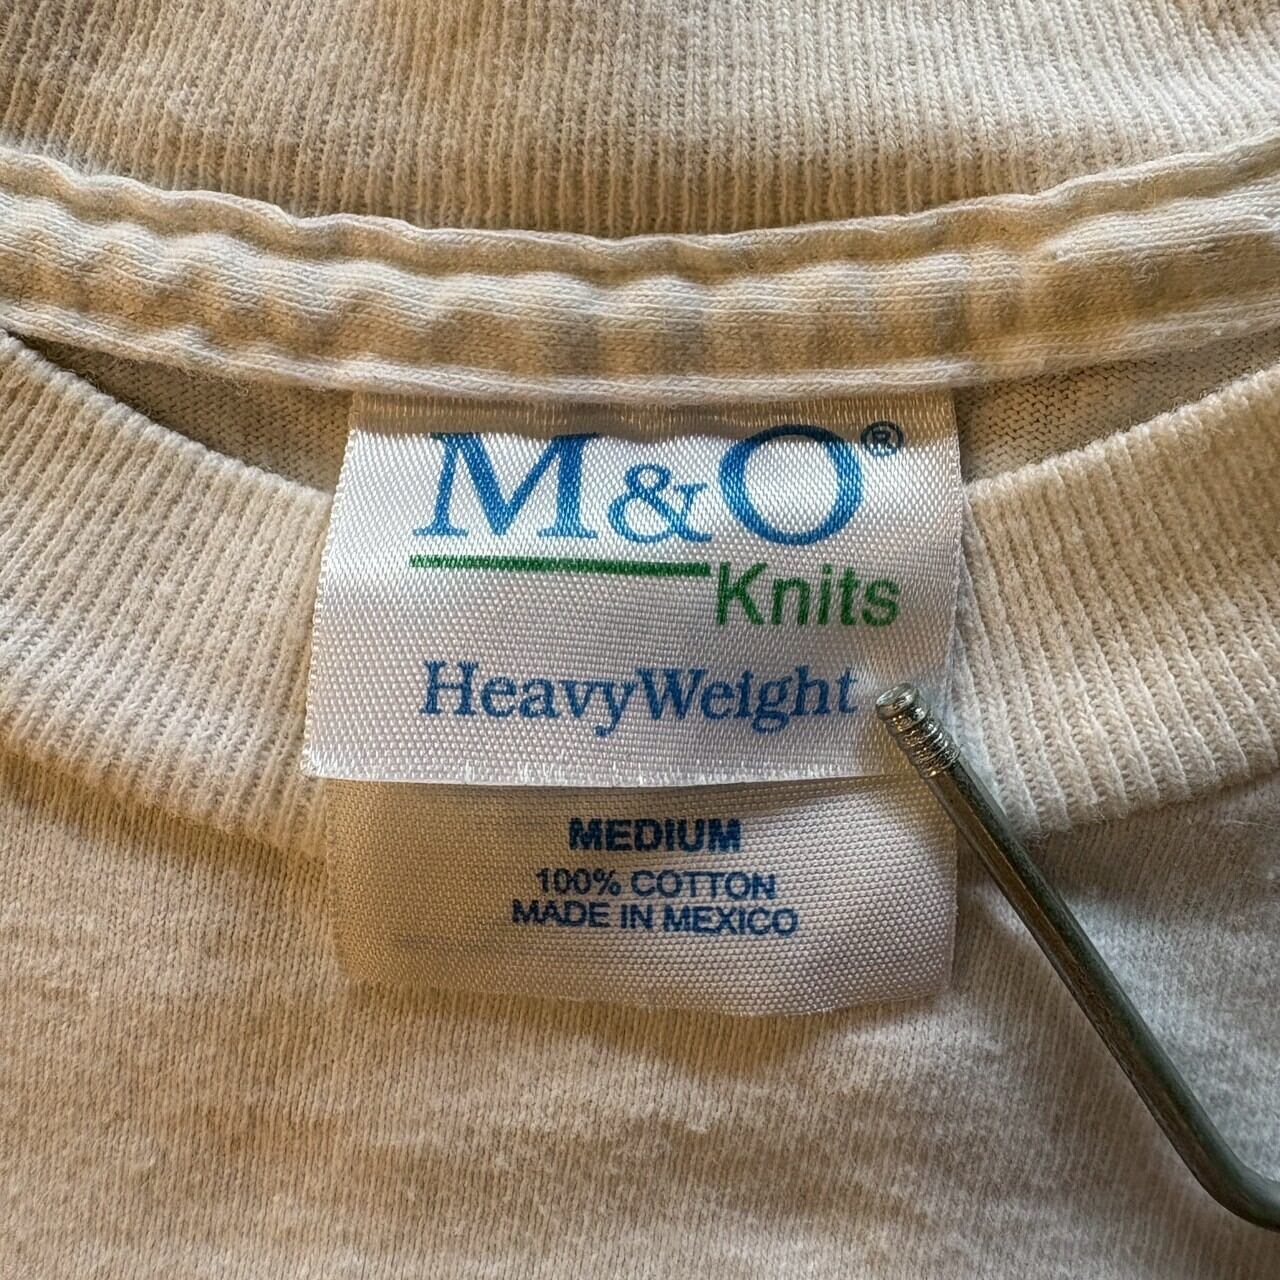 M&O®
Knits
HeavyWeight
MEDIUM
100% COTTON
MADE IN MEXICO